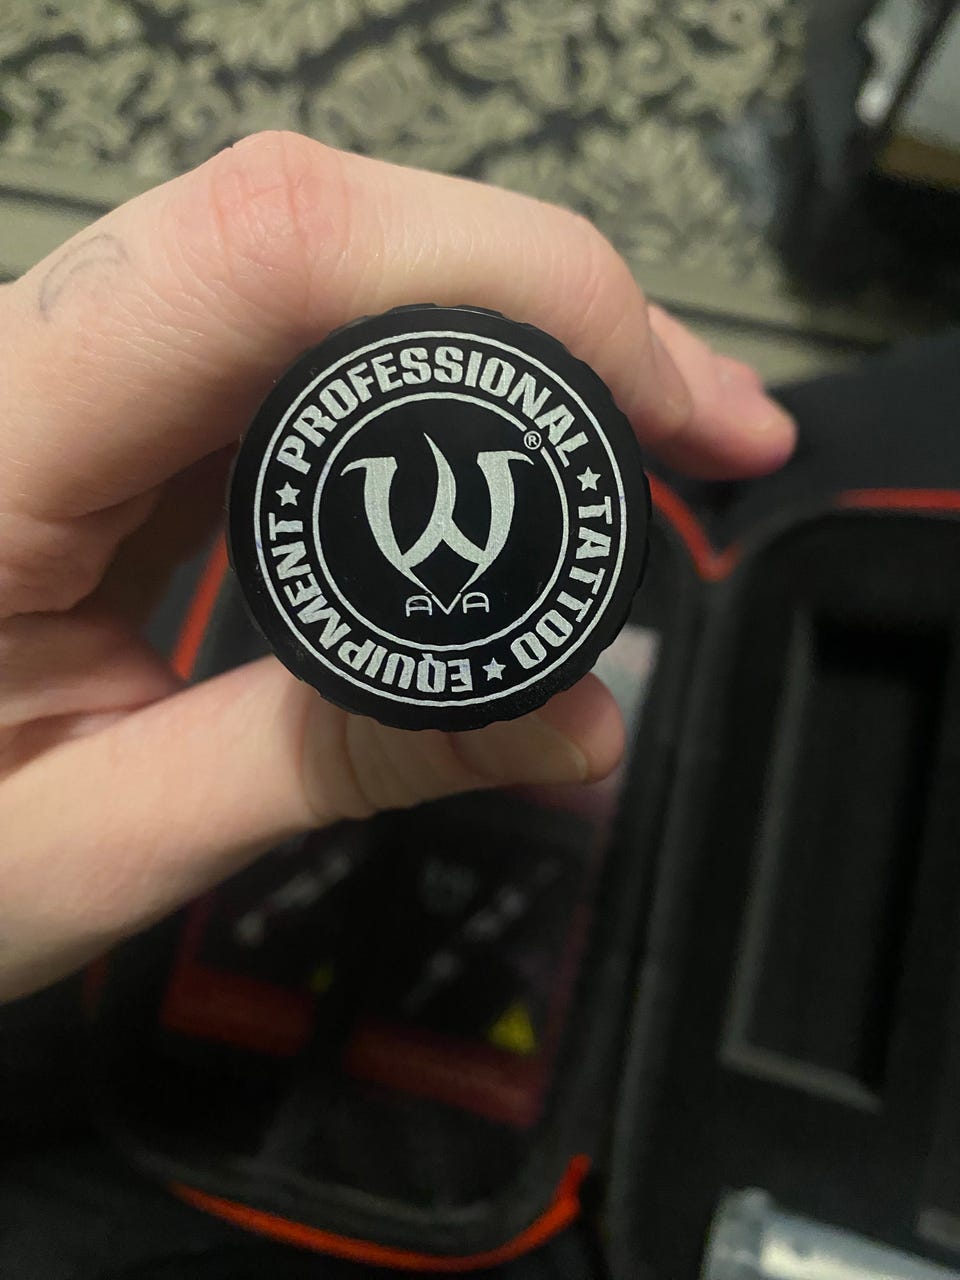 PROFESSIONAL ★ TATTOO ★ EQUIPMENT ★
W ®
AVA